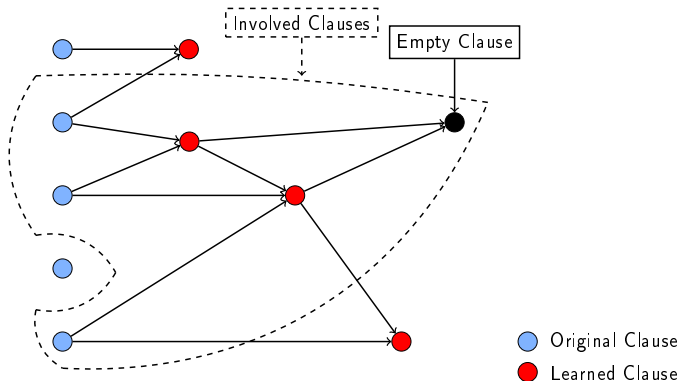 Involved Clauses
Empty Clause
Original Clause
Learned Clause